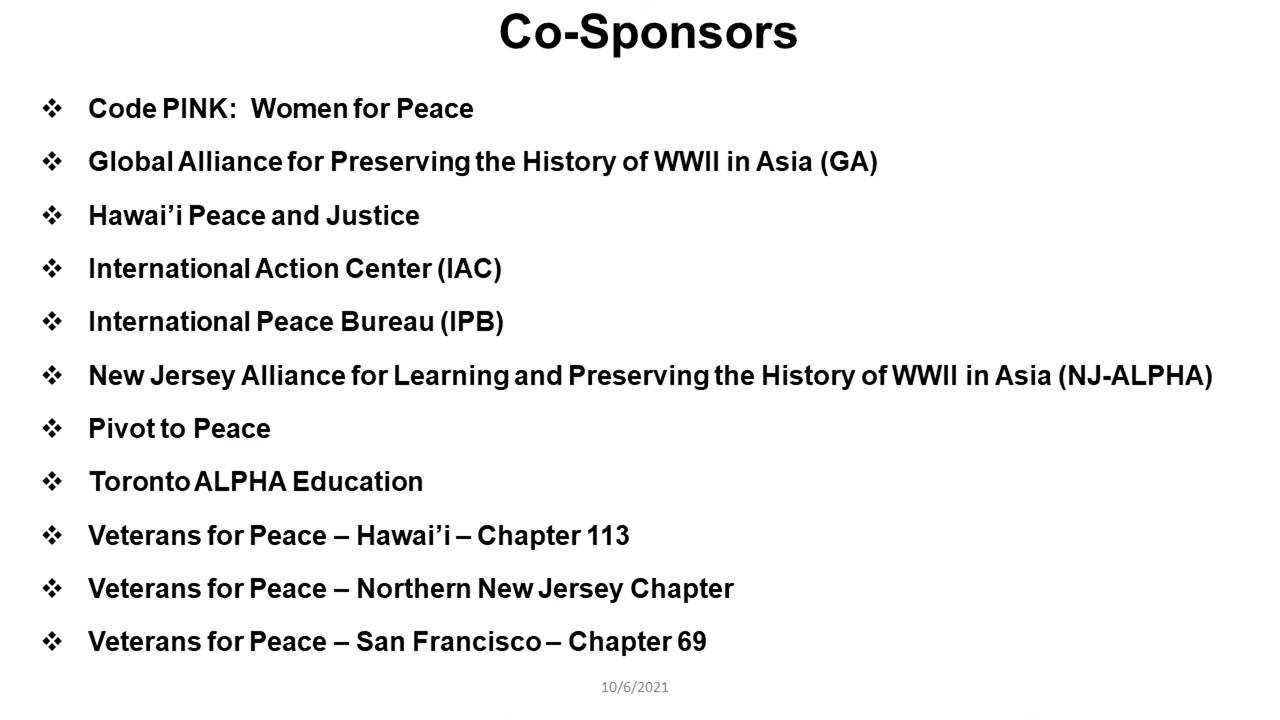 Co-Sponsors
❖ Code PINK: Women for Peace
❖ Global Alliance for Preserving the History of WWII in Asia (GA)
❖ Hawai’i Peace and Justice
❖ International Action Center (IAC)
❖ International Peace Bureau (IPB)
❖ New Jersey Alliance for Learning and Preserving the History of WWII in Asia (NJ-ALPHA)
❖ Pivot to Peace
❖ Toronto ALPHA Education
❖ Veterans for Peace – Hawai’i – Chapter 113
❖ Veterans for Peace – Northern New Jersey Chapter
❖ Veterans for Peace – San Francisco – Chapter 69
10/6/2021